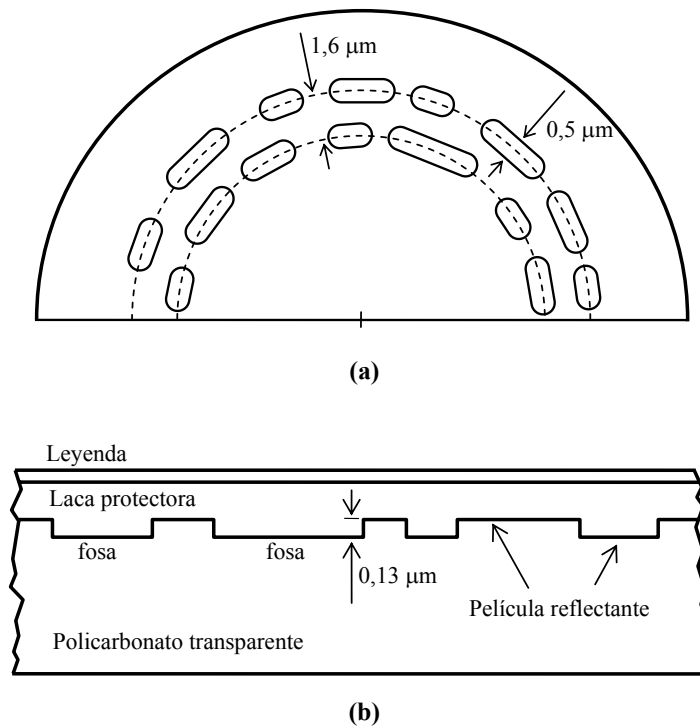 1,6 μm
0,5 μm
(a)
Leyenda
Laca protectora
fosa
fosa
0,13 μm
Película reflectante
Policarbonato transparente
(b)